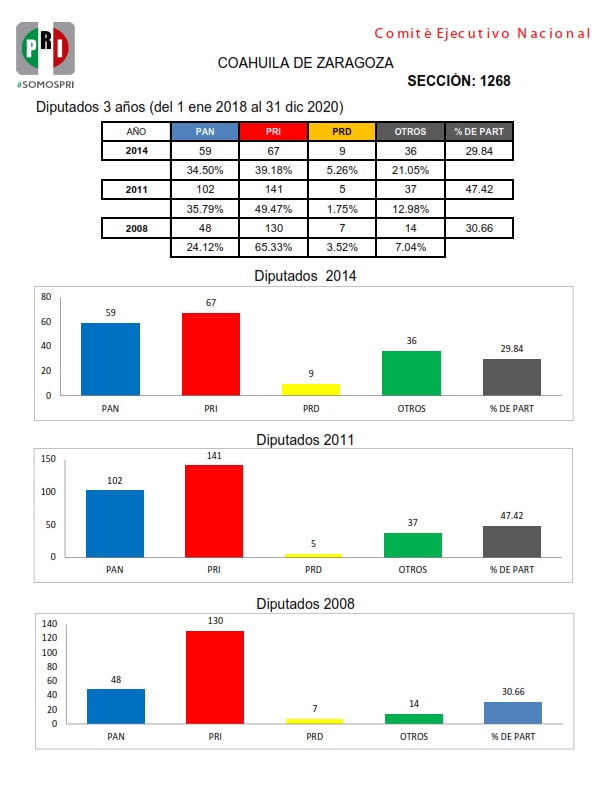 PRI
#SOMOSPRI
Comité Ejecutivo Nacional
COAHUILA DE ZARAGOZA
SECCIÓN: 1268
Diputados 3 años (del 1 ene 2018 al 31 dic 2020)
AÑO PAN PRI PRD OTROS % DE PART
2014 59 67 9 36 29.84
34.50% 39.18% 5.26% 21.05%
2011 102 141 5 37 47.42
35.79% 49.47% 1.75% 12.98%
2008 48 130 7 14 30.66
24.12% 65.33% 3.52% 7.04%
Diputados 2014
80
60
40
20
0
59 67 9 36 29.84
PAN PRI PRD OTROS % DE PART
Diputados 2011
150
100
50
0
102 141 5 37 47.42
PAN PRI PRD OTROS % DE PART
Diputados 2008
140
120
100
80
60
40
20
0
48 130 7 14 30.66
PAN PRI PRD OTROS % DE PART